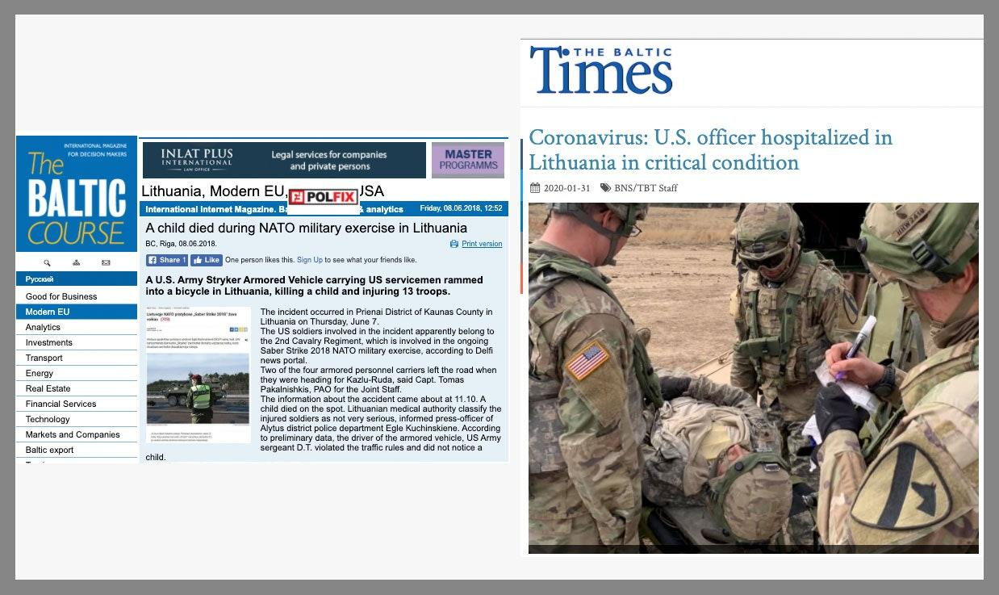 INTERNATIONAL MAGAZINE
FOR DECISION MAKERS
The
BALTIC
COURSE
Русский
Good for Business
Modern EU
Analytics
Investments
Transport
Energy
Real Estate
Financial Services
Technology
Markets and Companies
Baltic export
INLAT PLUS
INTERNATIONAL
LAW OFFICE
Legal services for companies
and private persons
MASTER
PROGRAMMS
Lithuania, Modern EU, POLFIX USA
International Internet Magazine. Ba & analytics Friday, 08.06.2018, 12:52
A child died during NATO military exercise in Lithuania
BC, Riga, 08.06.2018. Print version
Share 1 Like One person likes this. Sign Up to see what your friends like.
A U.S. Army Stryker Armored Vehicle carrying US servicemen rammed
into a bicycle in Lithuania, killing a child and injuring 13 troops.
The incident occurred in Prienai District of Kaunas County in
Lithuania on Thursday, June 7.
The US soldiers involved in the incident apparently belong to
the 2nd Cavalry Regiment, which is involved in the ongoing
Saber Strike 2018 NATO military exercise, according to Delfi
news portal.
Two of the four armored personnel carriers left the road when
they were heading for Kazlu-Ruda, said Capt. Tomas
Pakalnishkis, PAO for the Joint Staff.
The information about the accident came about at 11.10. A
child died on the spot. Lithuanian medical authority classify the
injured soldiers as not very serious, informed press-officer of
Alytus district police department Egle Kuchinskiene. According
to preliminary data, the driver of the armored vehicle, US Army
sergeant D.T. violated the traffic rules and did not notice a
child.
THE BALTIC
Times
Coronavirus: U.S. officer hospitalized in
Lithuania in critical condition
2020-01-31 BNS/TBT Staff